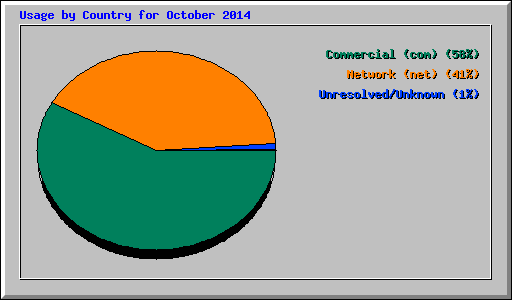 Usage by Country for October 2014
Commercial (com) (58%)
Network (net) (41%)
Unresolved/Unknown (1%)